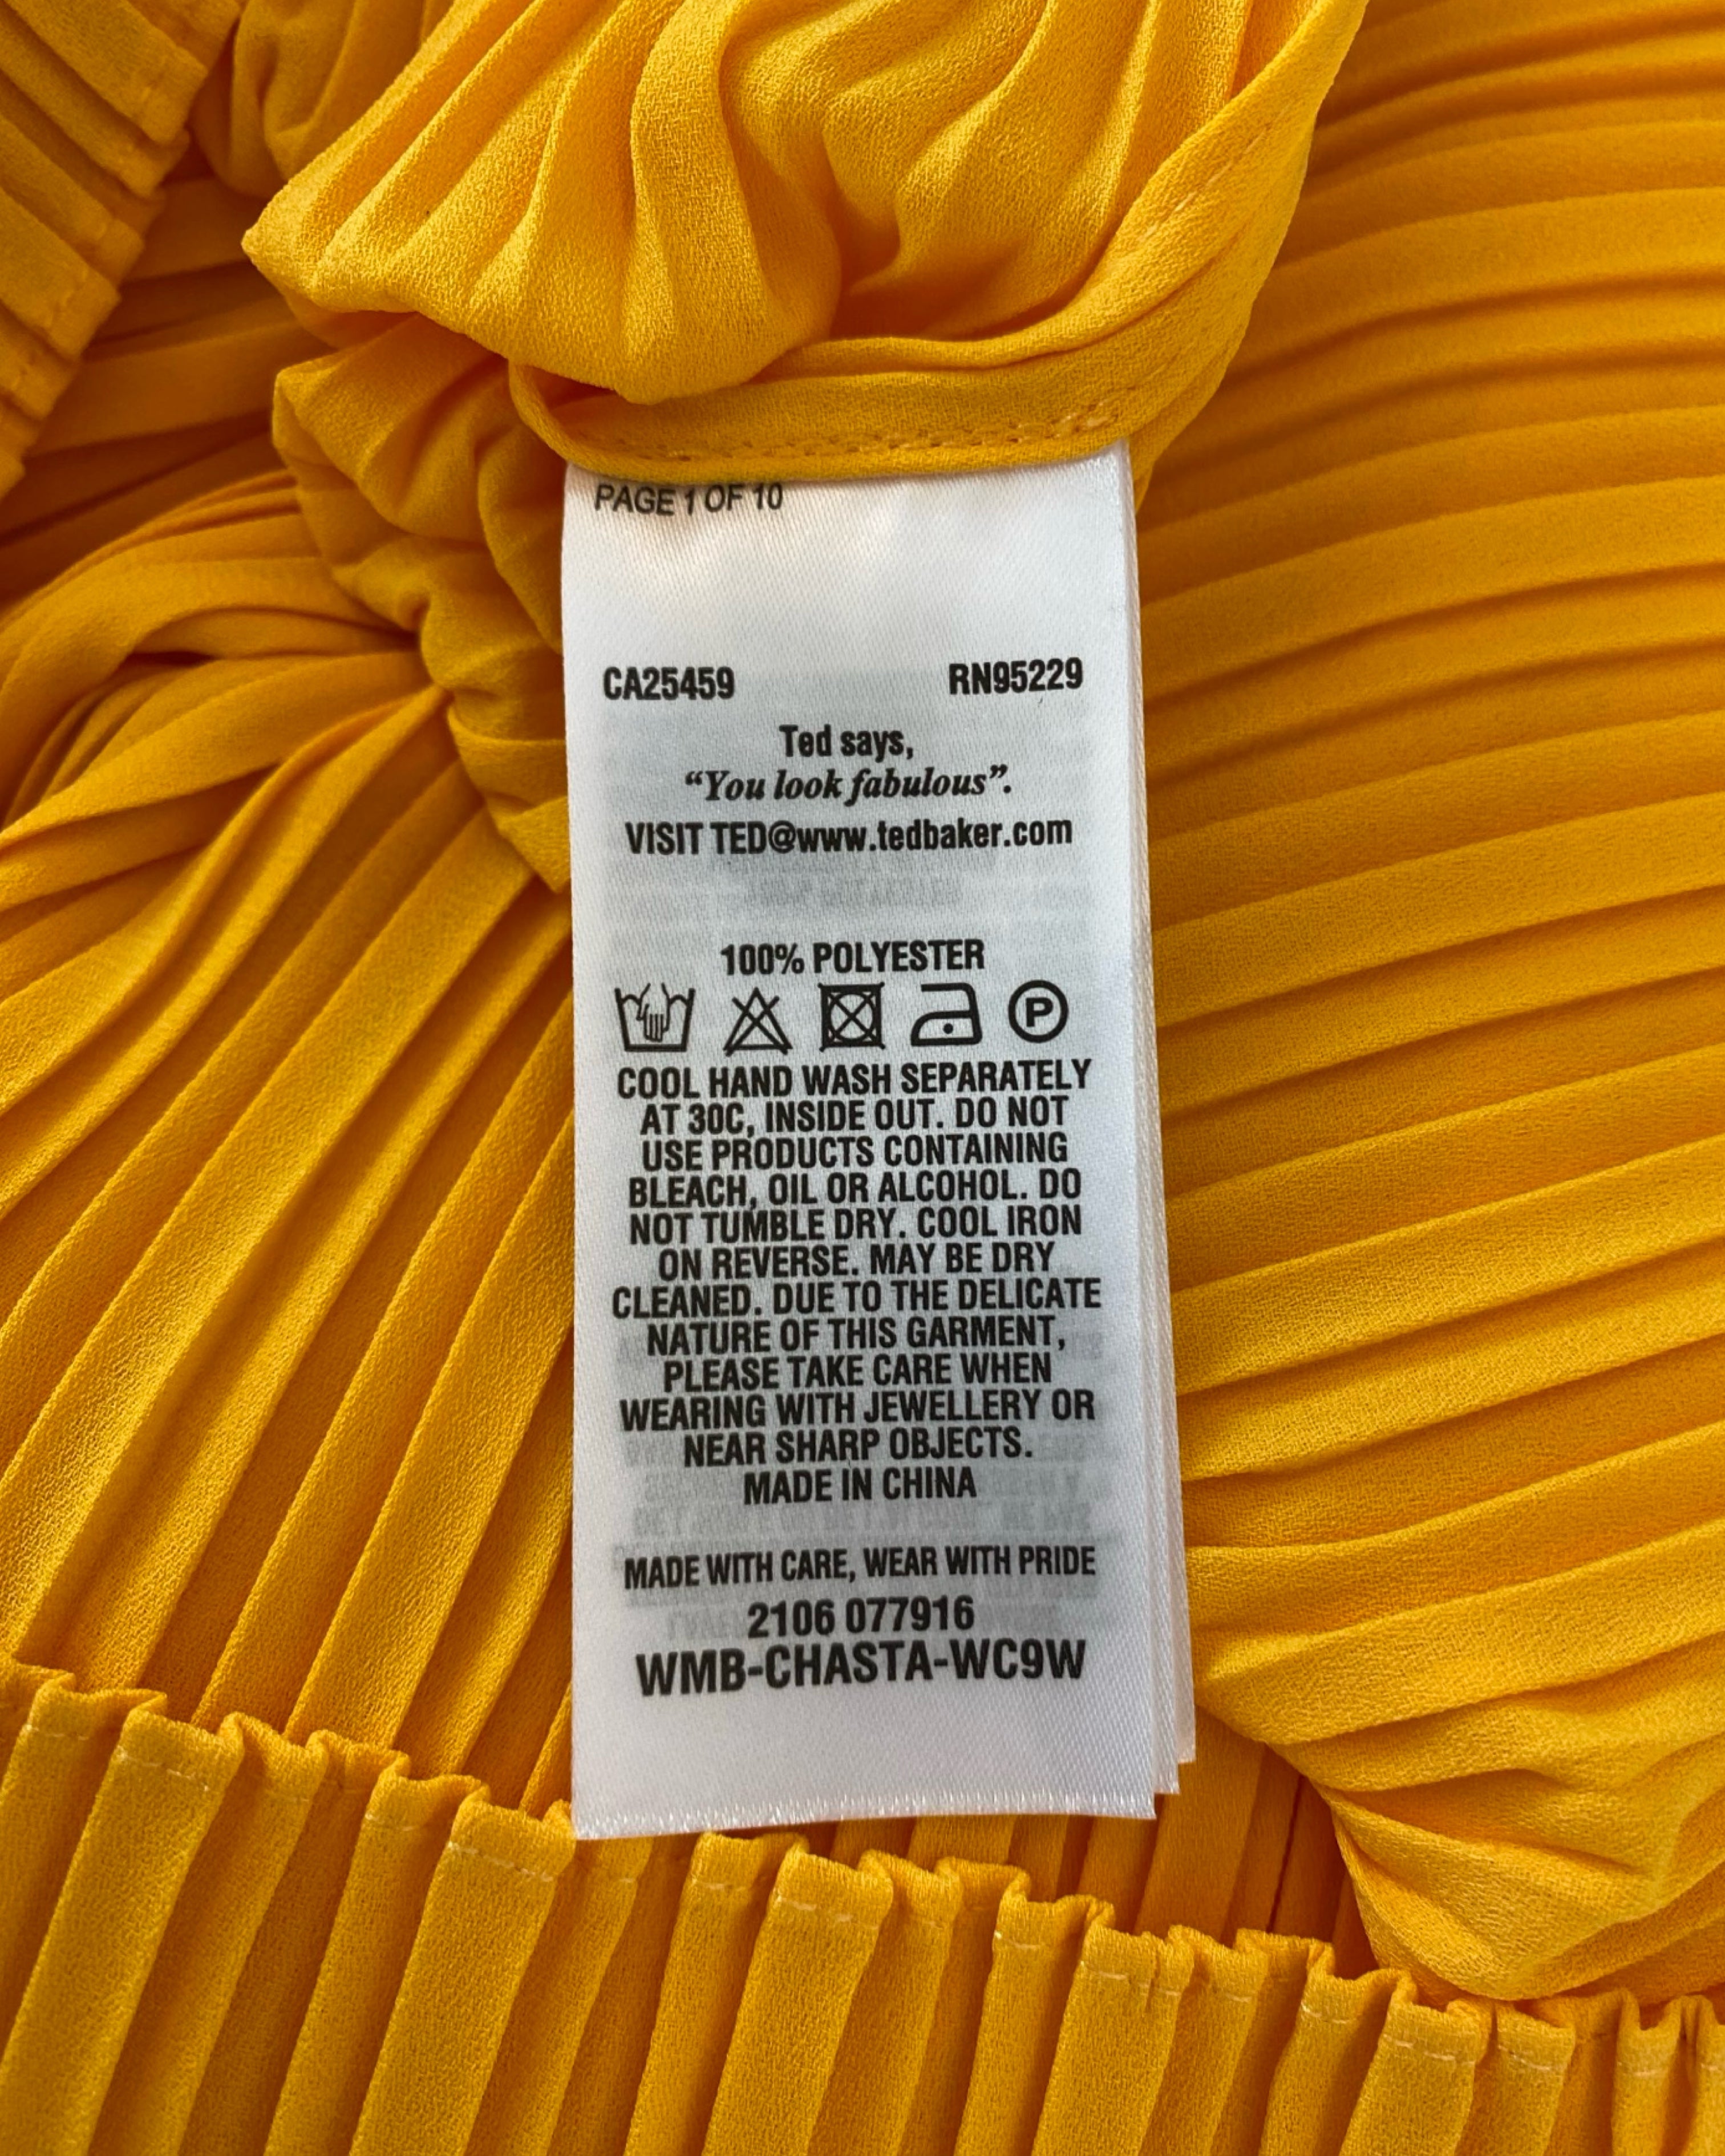 PAGE 1 OF 10
CA25459 RN95229
Ted says,
“You look fabulous”.
VISIT TED@www.tedbaker.com
100% POLYESTER
P
COOL HAND WASH SEPARATELY
AT 30C, INSIDE OUT. DO NOT
USE PRODUCTS CONTAINING
BLEACH, OIL OR ALCOHOL. DO
NOT TUMBLE DRY. COOL IRON
ON REVERSE. MAY BE DRY
CLEANED. DUE TO THE DELICATE
NATURE OF THIS GARMENT,
PLEASE TAKE CARE WHEN
WEARING WITH JEWELLERY OR
NEAR SHARP OBJECTS.
MADE IN CHINA
MADE WITH CARE, WEAR WITH PRIDE
2106 077916
WMB-CHASTA-WC9W